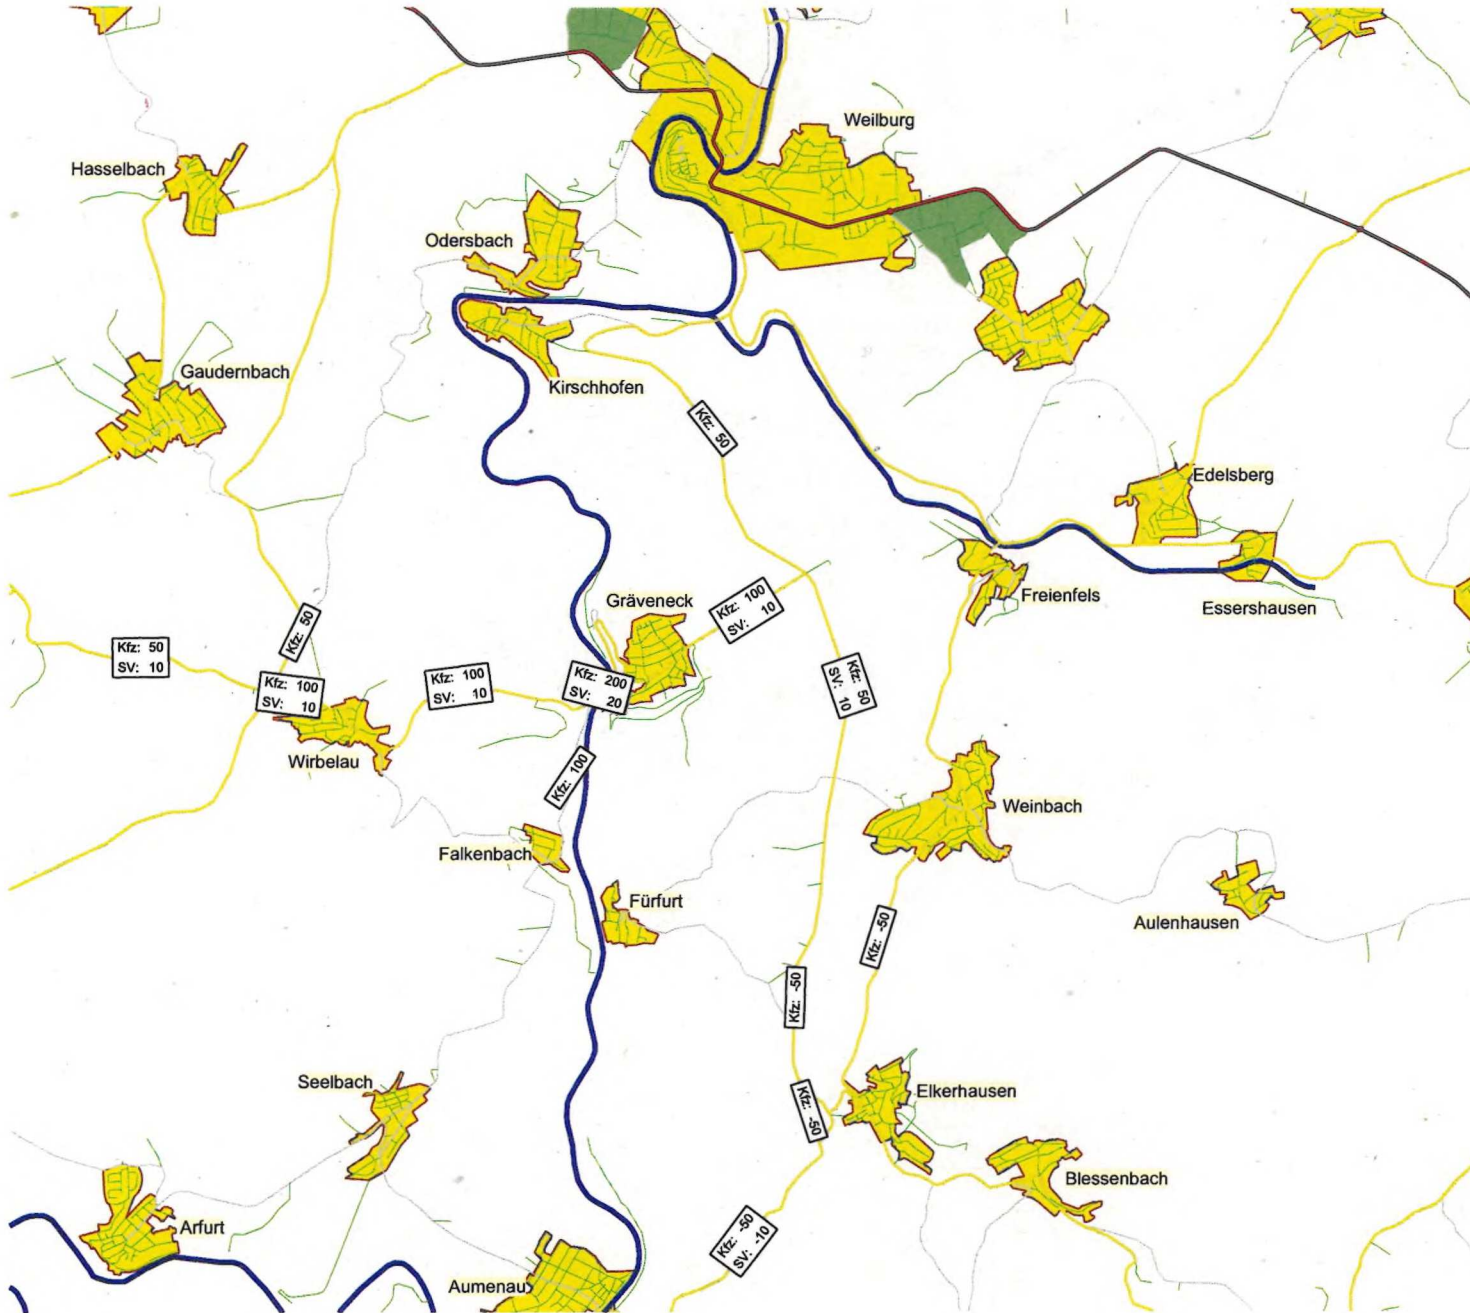 Weilburg
Hasselbach
Odersbach
Gaudernbach
Kirschhofen
Kfz: 50
Edelsberg
Gräveneck
Kfz: 100
SV: 10
Freienfels
Essershausen
Kfz: 50
Kfz: 50
SV: 10
Kfz: 100
SV: 10
Kfz: 100
SV: 10
Kfz: 200
SV: 20
Kfz: 50
SV: 10
Wirbelau
Kfz: 100
Weinbach
Falkenbach
Fürfurt
Kfz: -50
Aulenhausen
Kfz: -50
Kfz: -50
Seelbach
Elkerhausen
Kfz: -50
Blessenbach
Arfurt
Kfz: -50
SV: -10
Aumenau